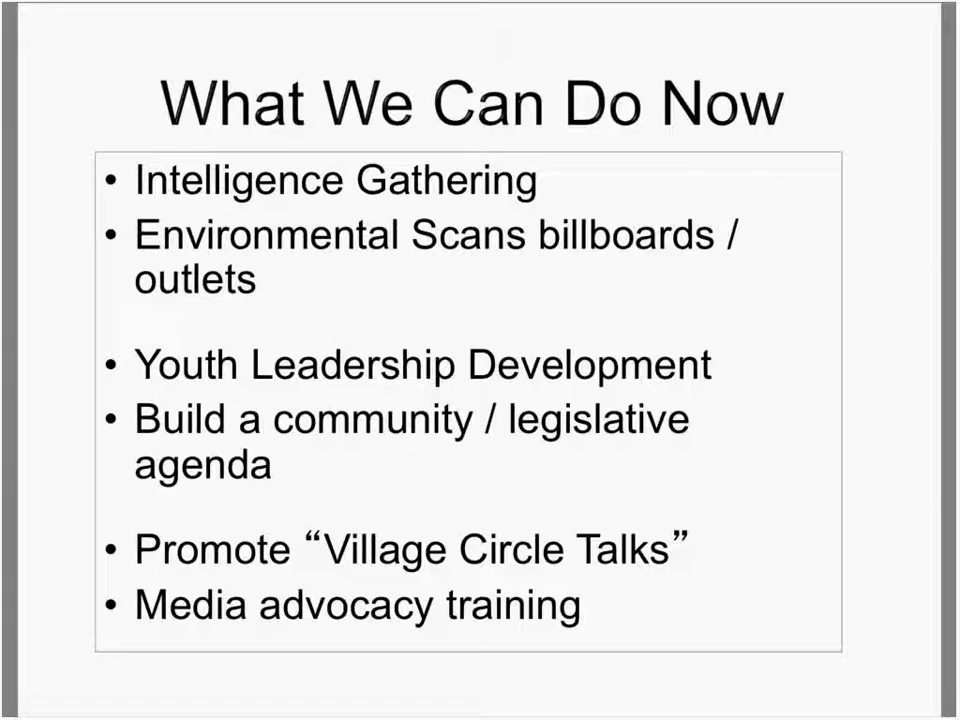 What We Can Do Now
• Intelligence Gathering
• Environmental Scans billboards /
outlets
• Youth Leadership Development
• Build a community / legislative
agenda
• Promote “Village Circle Talks”
• Media advocacy training